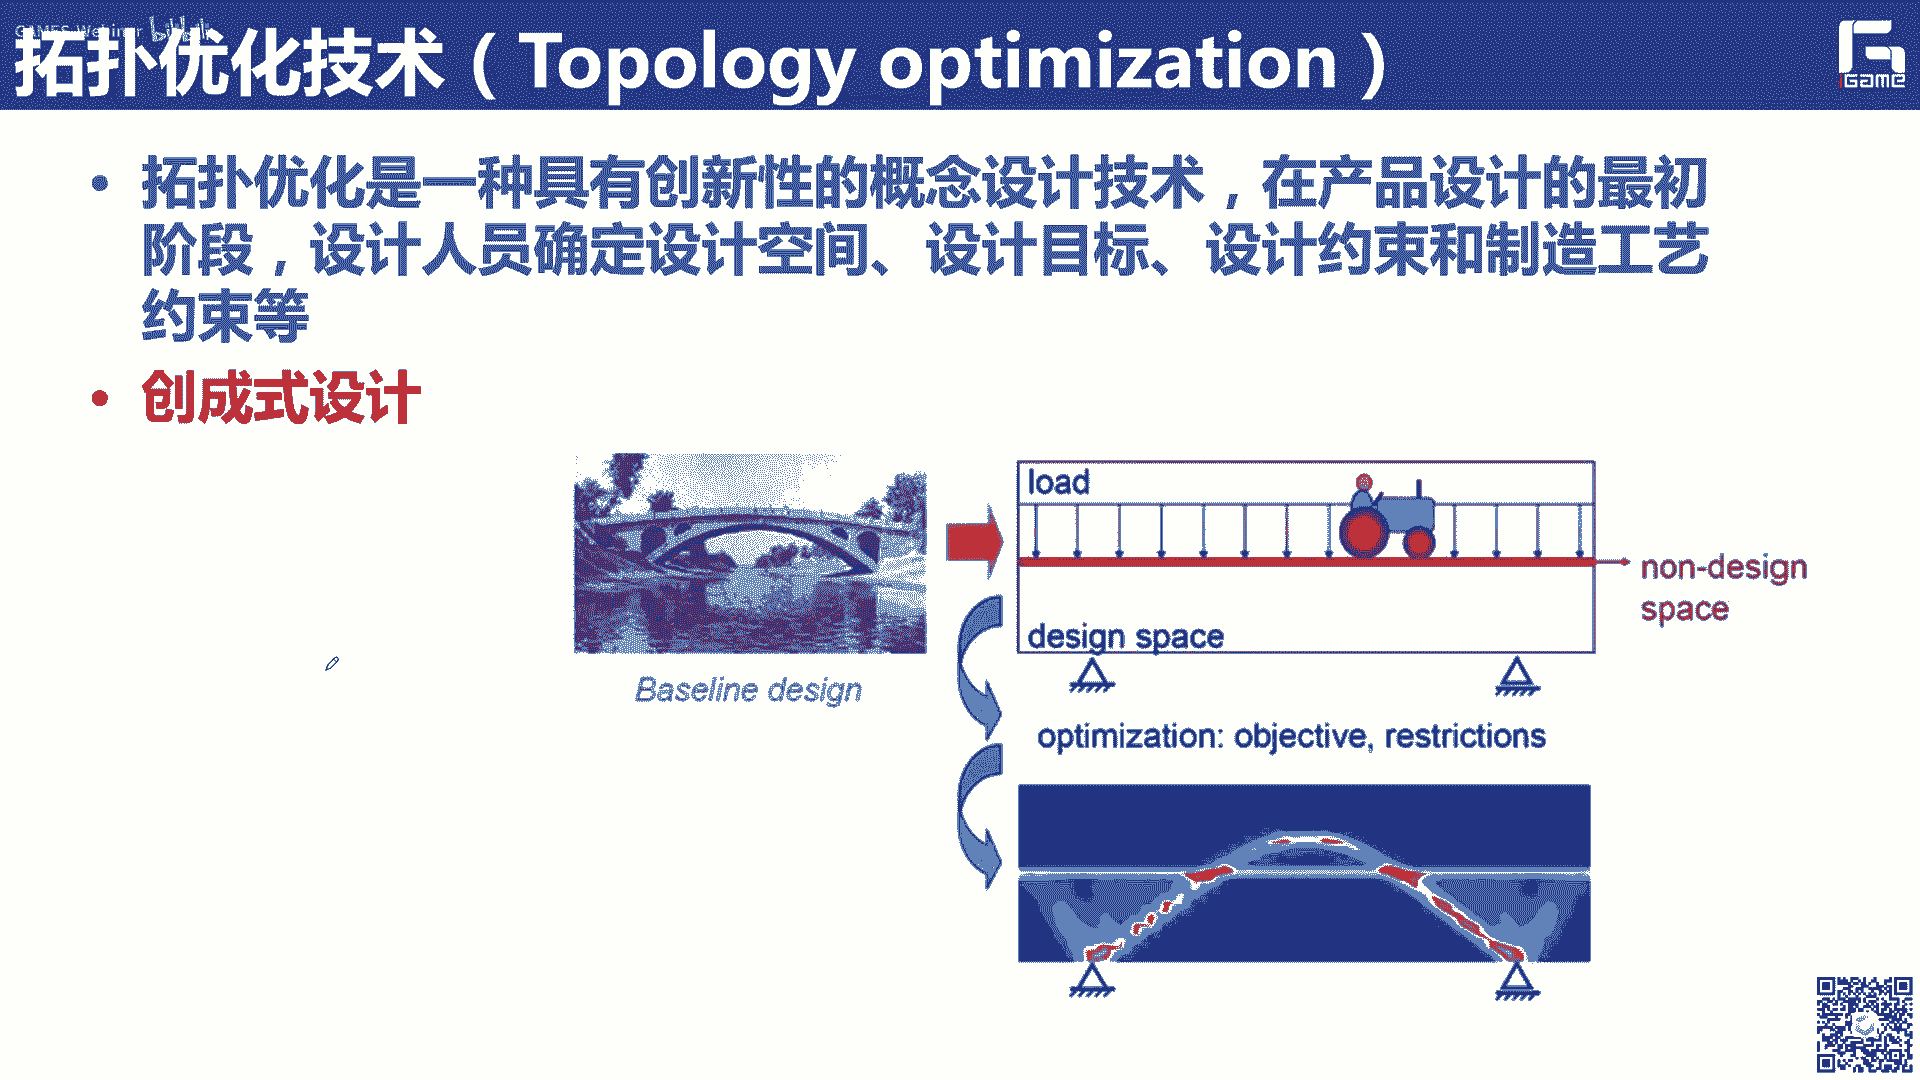 GAMES Webinar bilibili
拓扑优化技术（Topology optimization）
iGame
• 拓扑优化是一种具有创新性的概念设计技术，在产品设计的最初
阶段，设计人员确定设计空间、设计目标、设计约束和制造工艺
约束等
• 创成式设计
load
non-design
space
design space
Baseline design
optimization: objective, restrictions